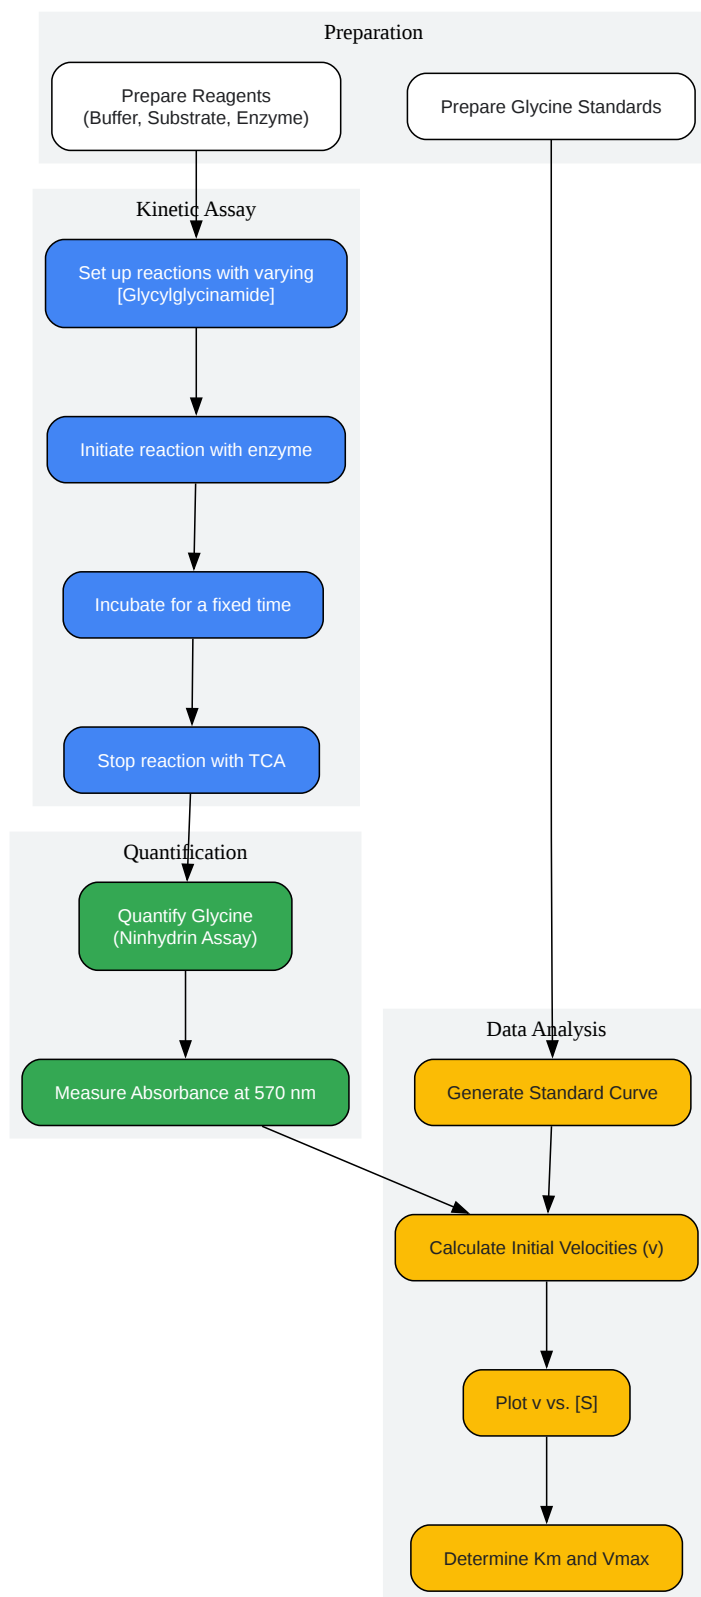 Preparation
Prepare Reagents
(Buffer, Substrate, Enzyme)
Prepare Glycine Standards
Kinetic Assay
Set up reactions with varying
[Glycylglycinamide]
Initiate reaction with enzyme
Incubate for a fixed time
Stop reaction with TCA
Quantification
Quantify Glycine
(Ninhydrin Assay)
Measure Absorbance at 570 nm
Data Analysis
Generate Standard Curve
Calculate Initial Velocities (v)
Plot v vs. [S]
Determine Km and Vmax